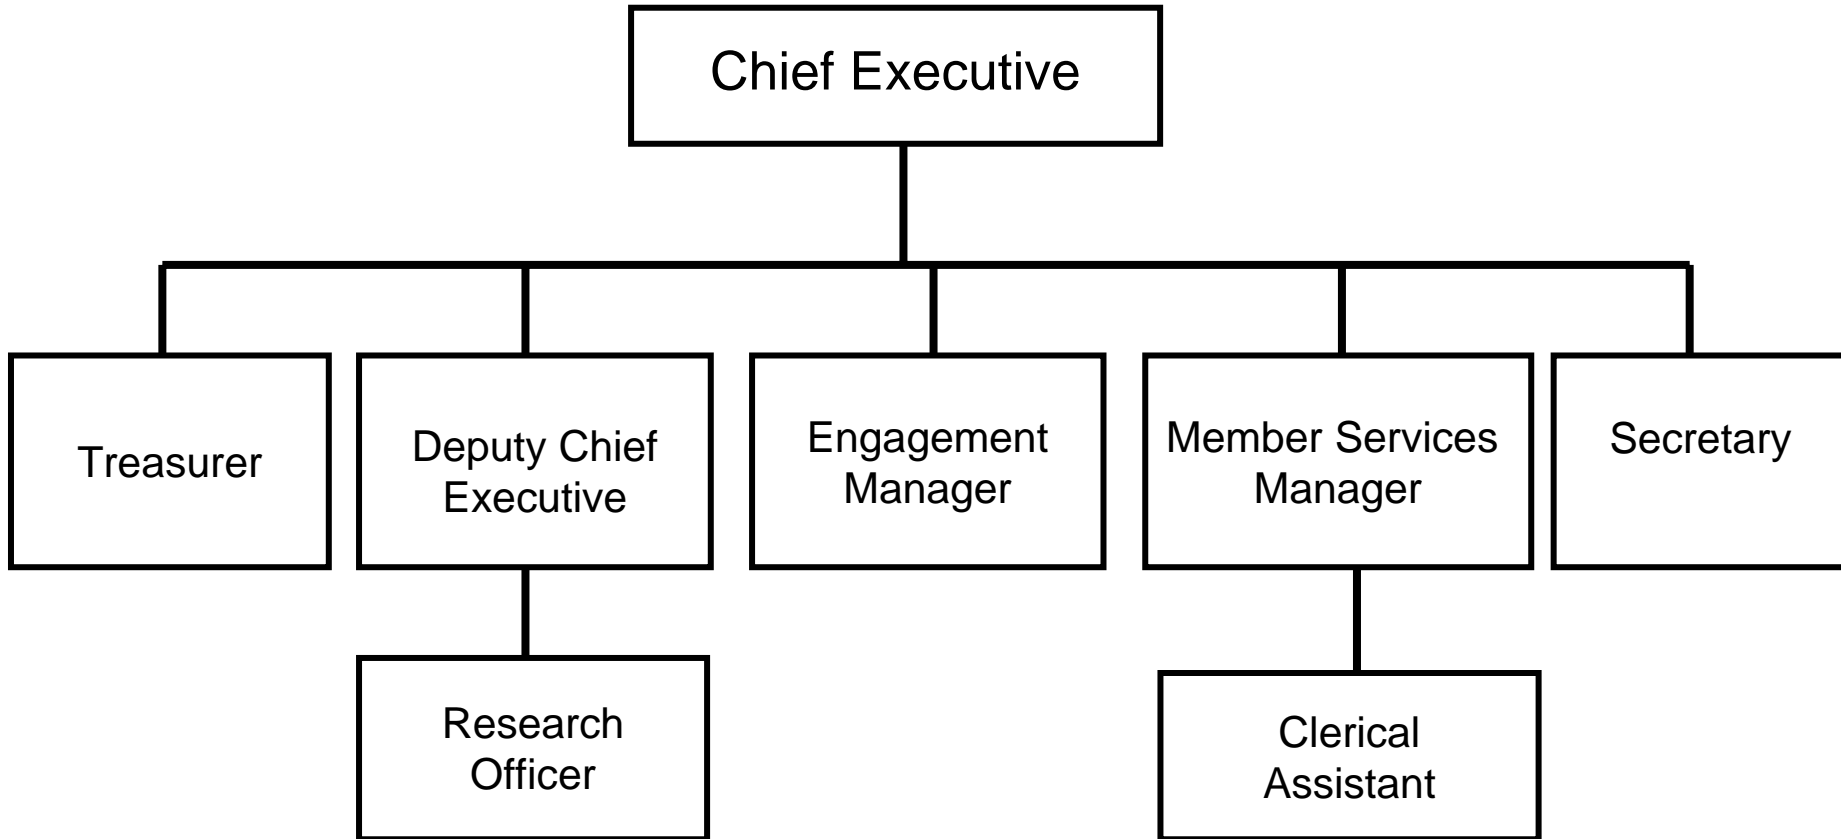 Chief Executive
Treasurer
Deputy Chief
Executive
Engagement
Manager
Member Services
Manager
Secretary
Research
Officer
Clerical
Assistant